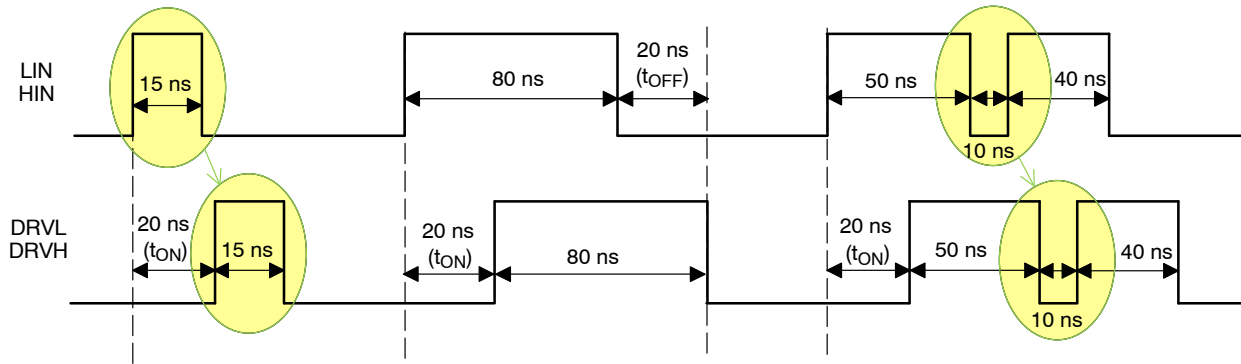 LIN
HIN
15 ns
80 ns
20 ns
(tOFF)
50 ns
10 ns
40 ns
DRVL
DRVH
20 ns
(tON)
15 ns
20 ns
(tON)
80 ns
20 ns
(tON)
50 ns
10 ns
40 ns